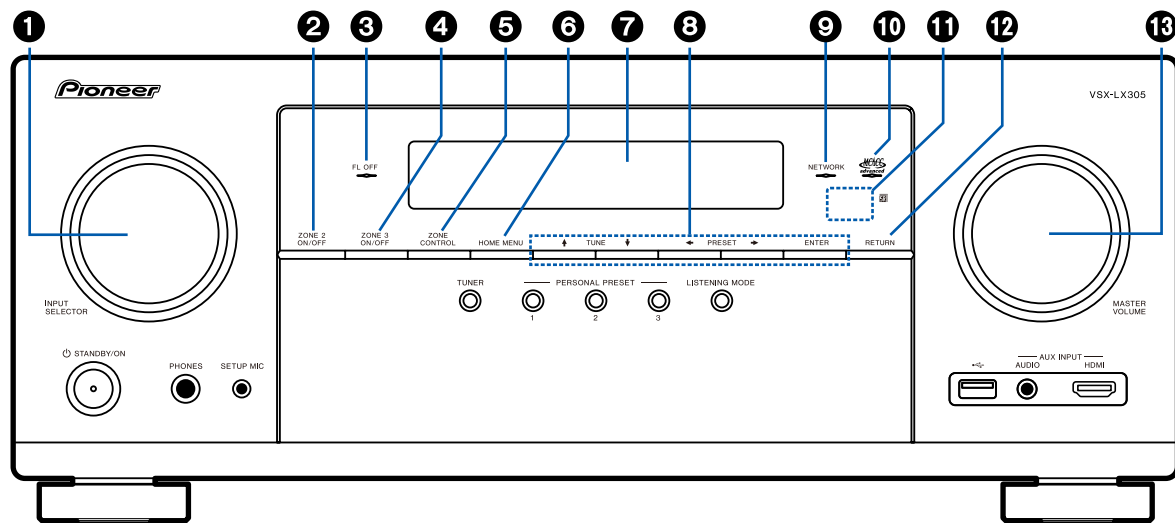 1 2 3 4 5 6 7 8 9 10 11 12 13
Pioneer
VSX-LX305
FL OFF
NETWORK
MCACC
advanced
ZONE 2
ON/OFF
ZONE 3
ON/OFF
ZONE
CONTROL
HOME MENU
TUNE
PRESET
ENTER
RETURN
TUNER
PERSONAL PRESET
LISTENING MODE
1 2 3
INPUT
SELECTOR
MASTER
VOLUME
STANDBY/ON
PHONES
SETUP MIC
AUX INPUT
AUDIO
HDMI